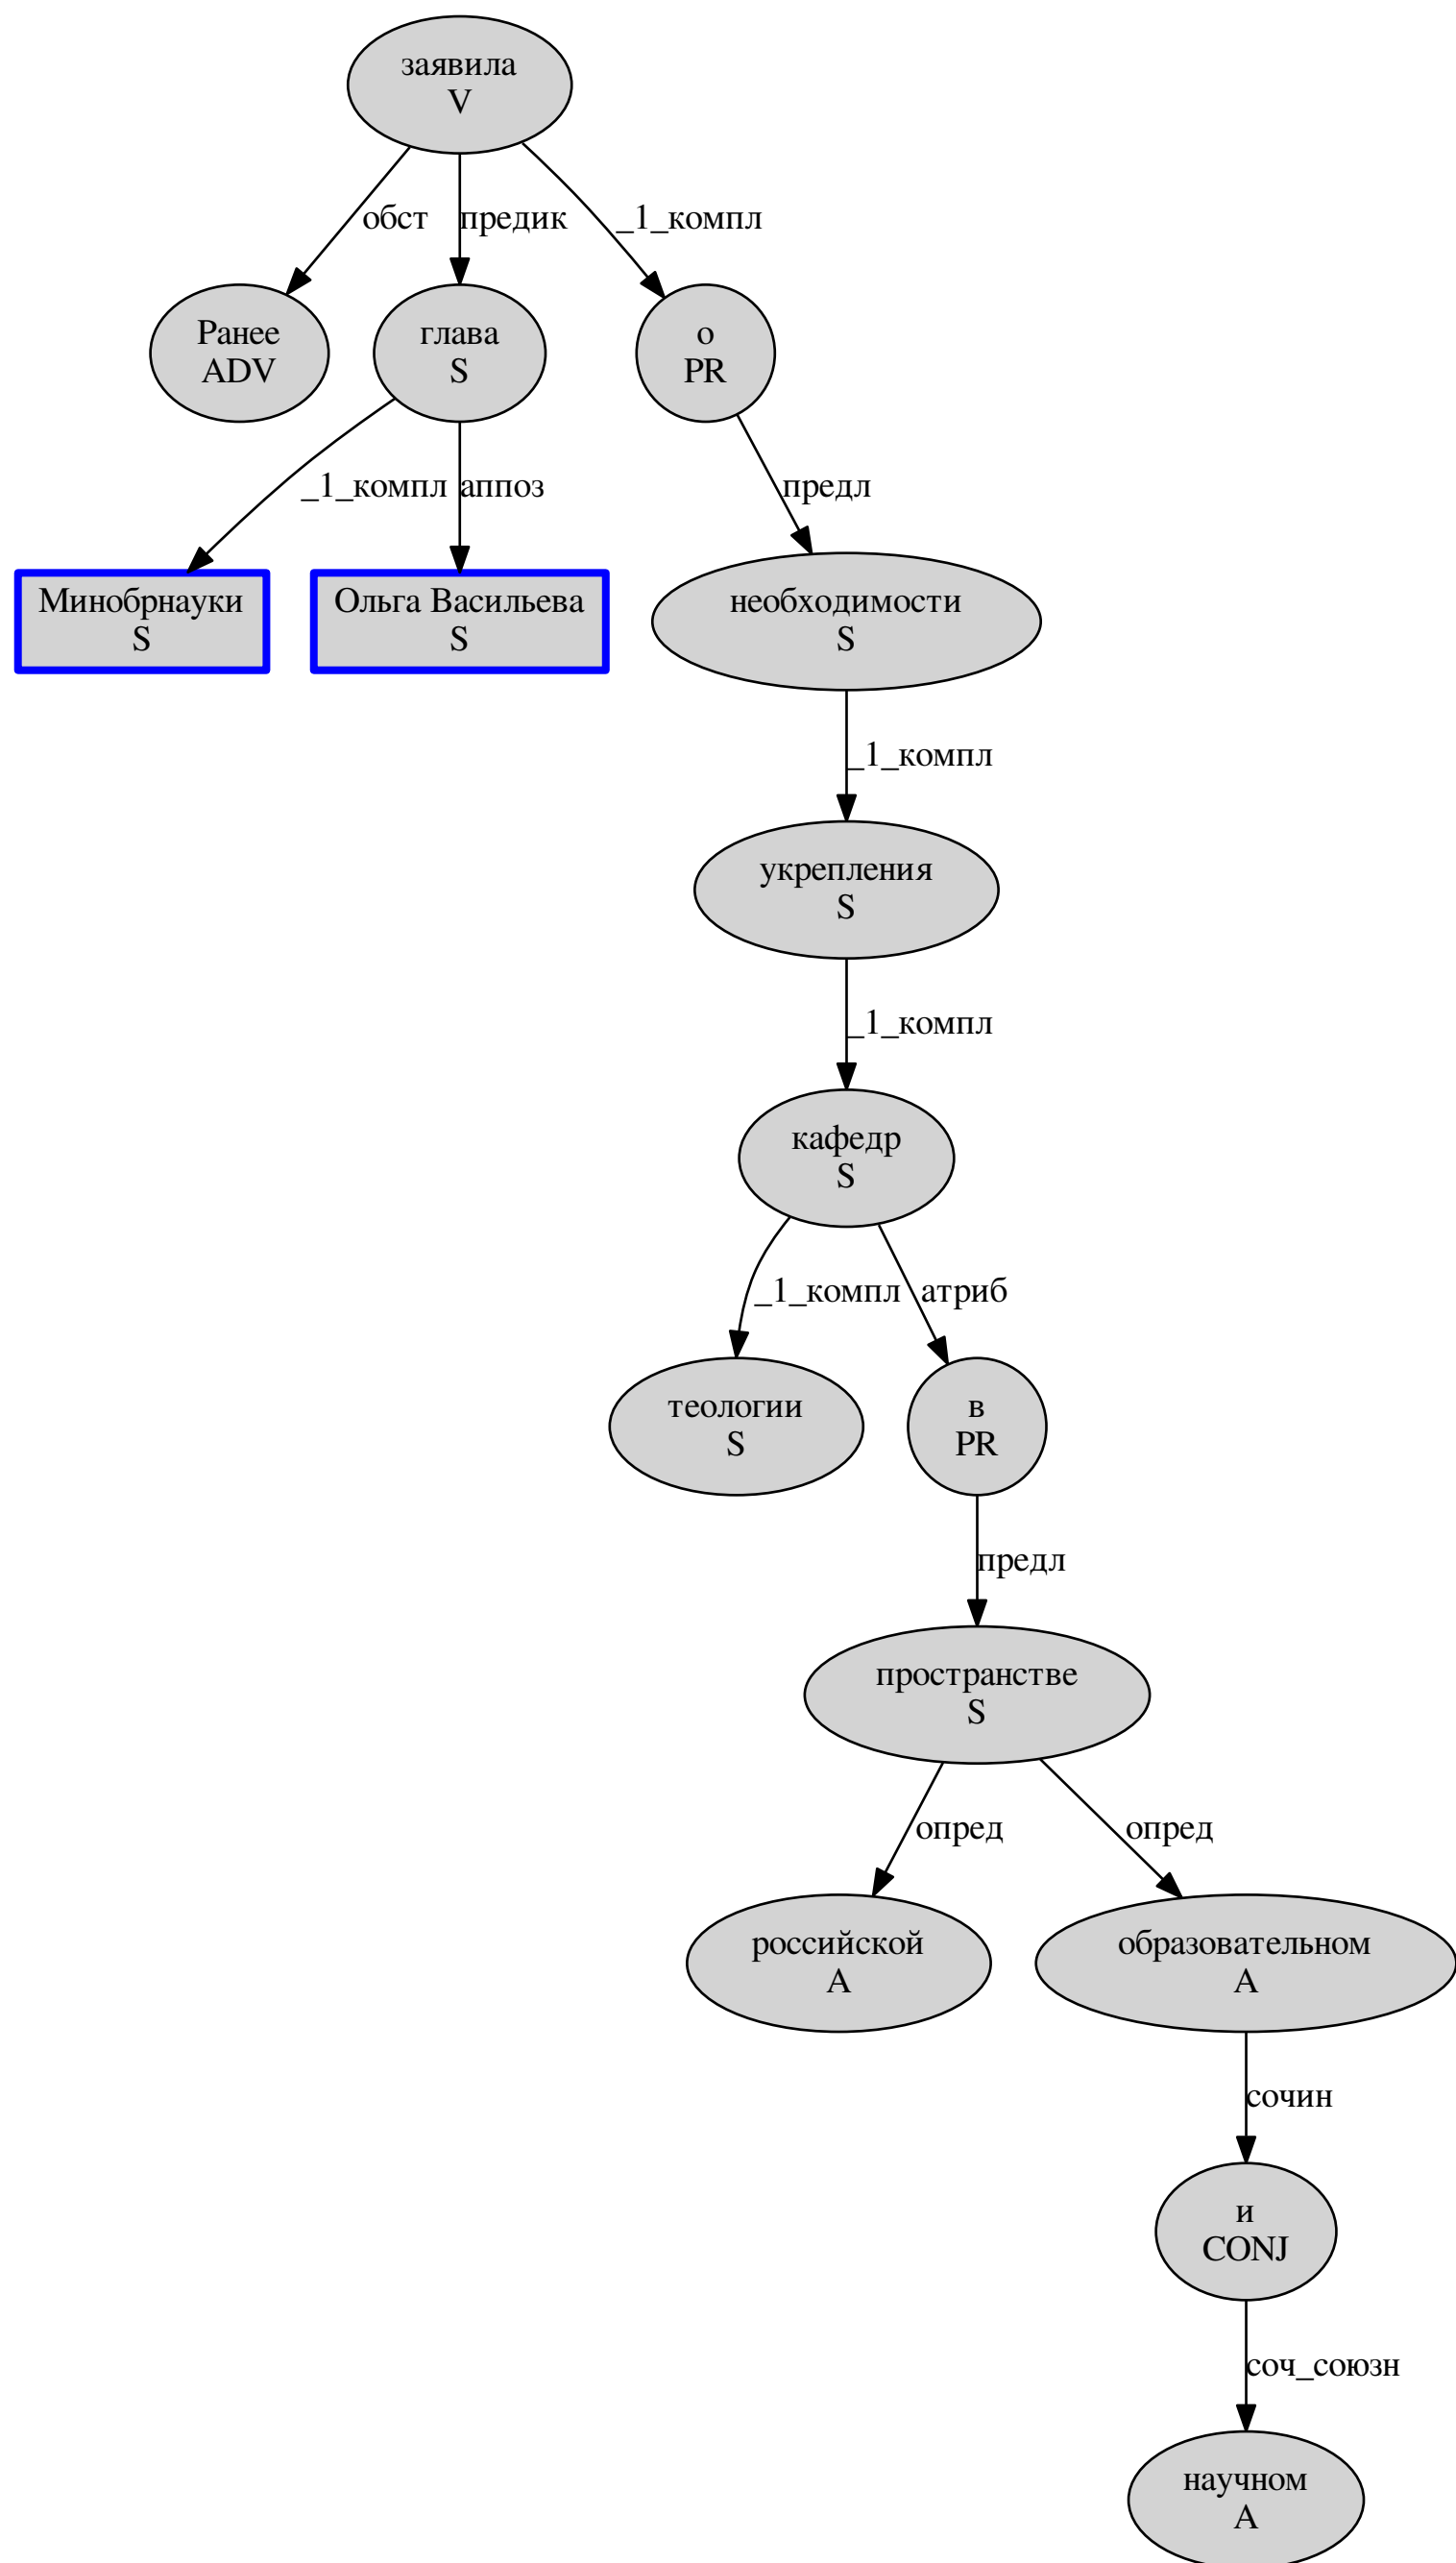 заявила
V
обст
предик
_1_компл
Ранее
ADV
глава
S
о
PR
_1_компл
аппоз
предл
Минобрнауки
S
Ольга Васильева
S
необходимости
S
_1_компл
укрепления
S
_1_компл
кафедр
S
_1_компл
атриб
теологии
S
в
PR
предл
пространстве
S
опред
опред
российской
A
образовательном
A
сочин
и
CONJ
соч_союзн
научном
A